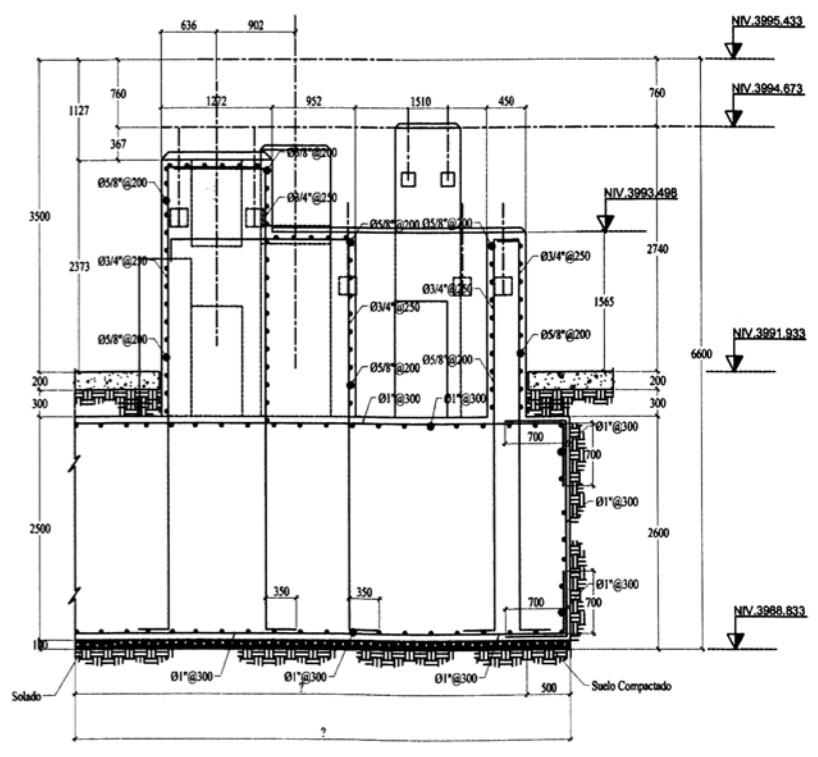 NIV.3995.433
636
902
760
1127
760
NIV.3994.673
1272
952
1510
450
367
Ø5/8"@200
Ø5/8"@200
Ø3/4"@250
NIV.3993.498
3500
Ø5/8"@200
Ø5/8"@200
2740
2373
Ø3/4"@250
Ø3/4"@250
Ø3/4"@250
Ø3/4"@250
1565
Ø5/8"@200
Ø5/8"@200
NIV.3991.933
6600
Ø5/8"@200
Ø5/8"@200
200
200
300
Ø1"@300
Ø1"@300
300
Ø1"@300
700
700
Ø1"@300
2500
2600
350
350
Ø1"@300
700
700
NIV.3988.833
100
Ø1"@300
Ø1"@300
Ø1"@300
Solado
?
500
Suelo Compactado
?